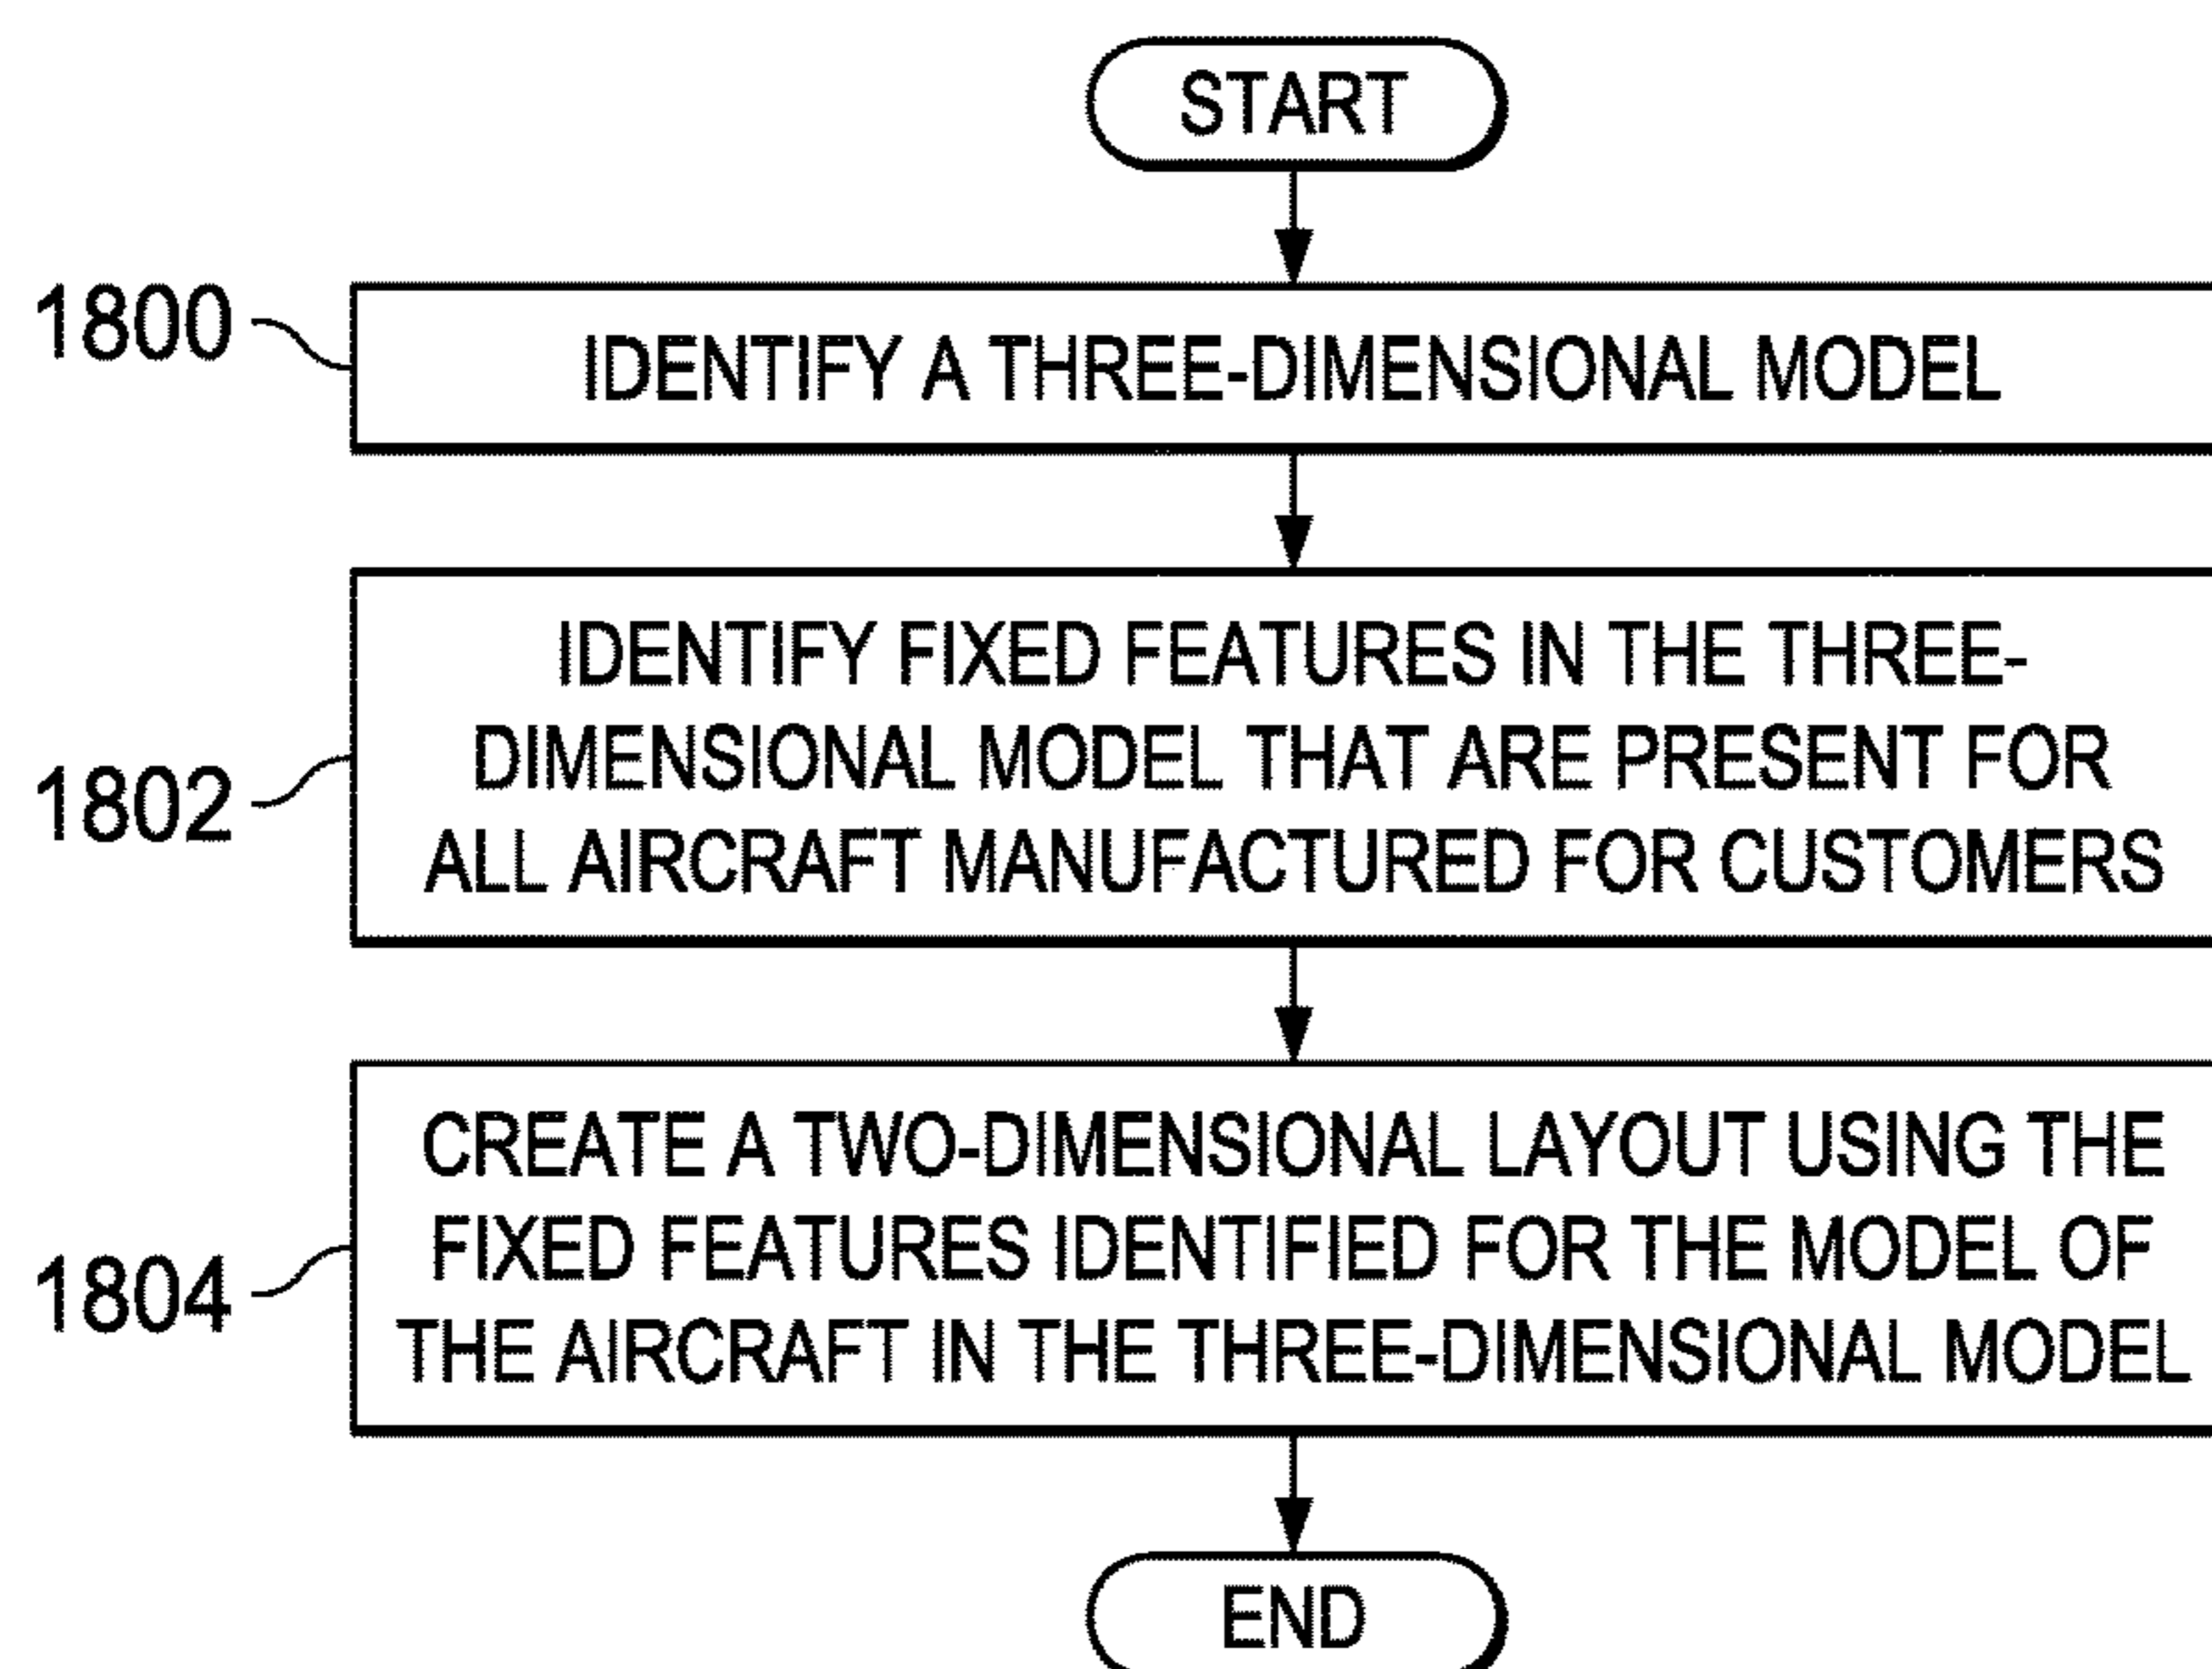 START
1800
IDENTIFY A THREE-DIMENSIONAL MODEL
IDENTIFY FIXED FEATURES IN THE THREE-
DIMENSIONAL MODEL THAT ARE PRESENT FOR
1802
ALL AIRCRAFT MANUFACTURED FOR CUSTOMERS
CREATE A TWO-DIMENSIONAL LAYOUT USING THE
FIXED FEATURES IDENTIFIED FOR THE MODEL OF
1804
THE AIRCRAFT IN THE THREE-DIMENSIONAL MODEL
END